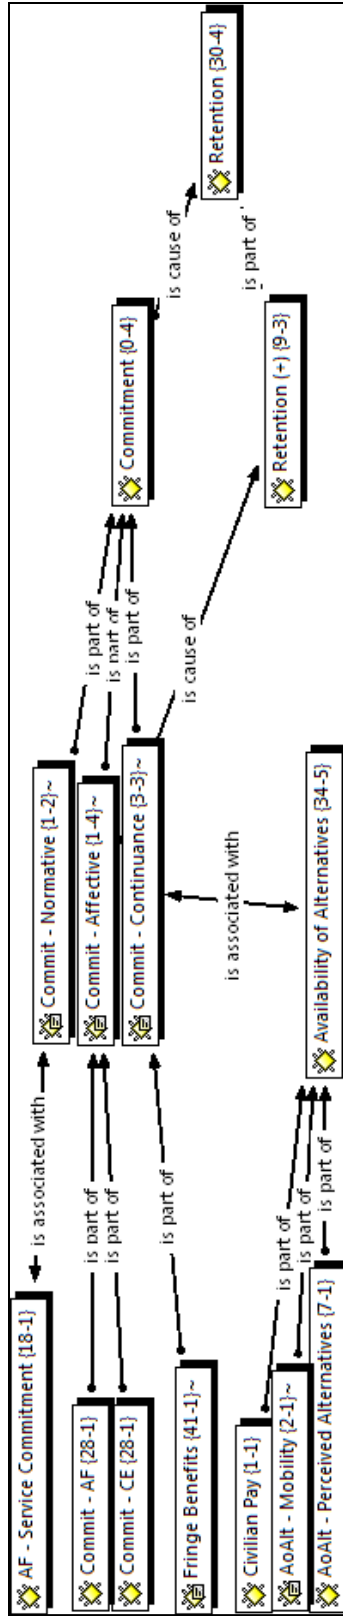 AF - Service Commitment {18-1}
is associated with
Commit - Normative {1-2}~
is part of
Commit - AF {28-1}
is part of
Commit - Affective {1-4}~
is part of
Commitment {0-4}
is cause of
Retention {30-4}
Commit - CE {28-1}
is part of
Commit - Continuance {3-3}~
is part of
Fringe Benefits {41-1}~
is part of
is cause of
Retention (+) {9-3}
is part of
is associated with
Civilian Pay {1-1}
is part of
AoAlt - Mobility {2-1}~
is part of
Availability of Alternatives {34-5}
AoAlt - Perceived Alternatives {7-1}
is part of